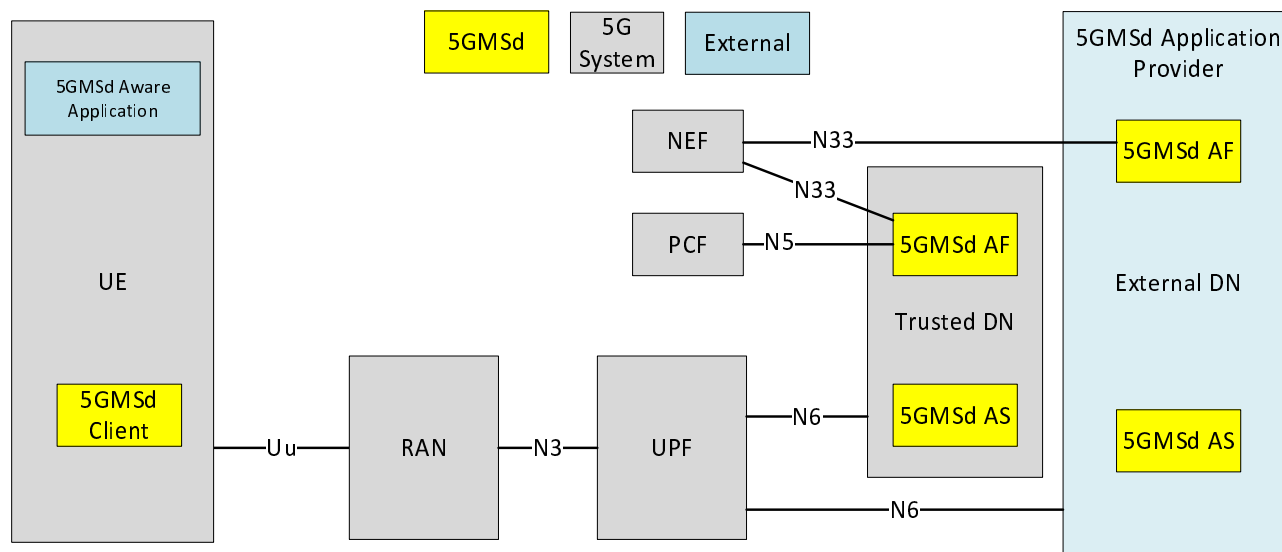 5GMSd
5G
System
External
5GMSd Application
Provider
5GMSd Aware
Application
NEF
N33
5GMSd AF
N33
PCF
N5
5GMSd AF
UE
External DN
Trusted DN
5GMSd
Client
N6
5GMSd AS
5GMSd AS
Uu
RAN
N3
UPF
N6